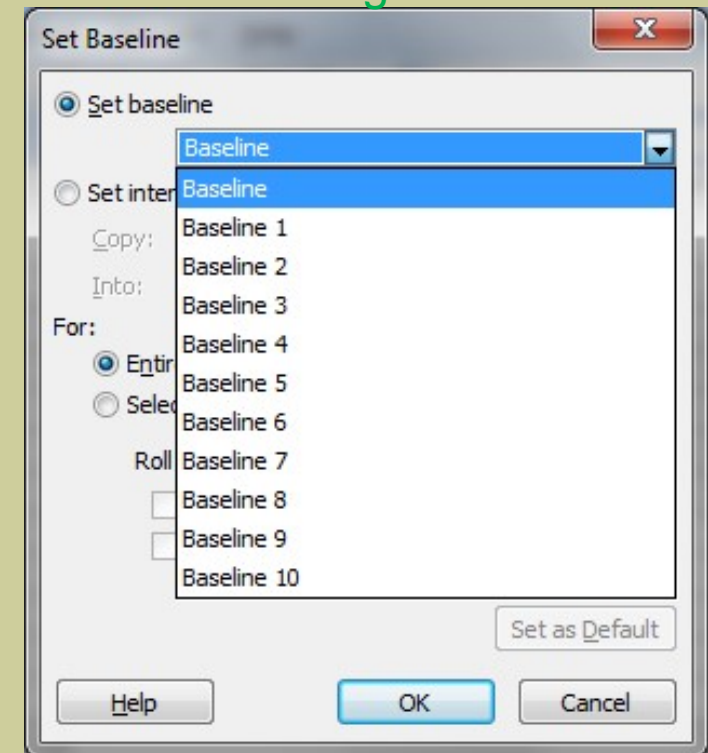 Set Baseline
Set baseline
Baseline
Set inter
Baseline
Baseline 1
Copy:
Baseline 2
Into:
Baseline 3
For:
Baseline 4
Entir
Baseline 5
Selec
Baseline 6
Roll
Baseline 7
Baseline 8
Baseline 9
Baseline 10
Set as Default
Help
OK
Cancel